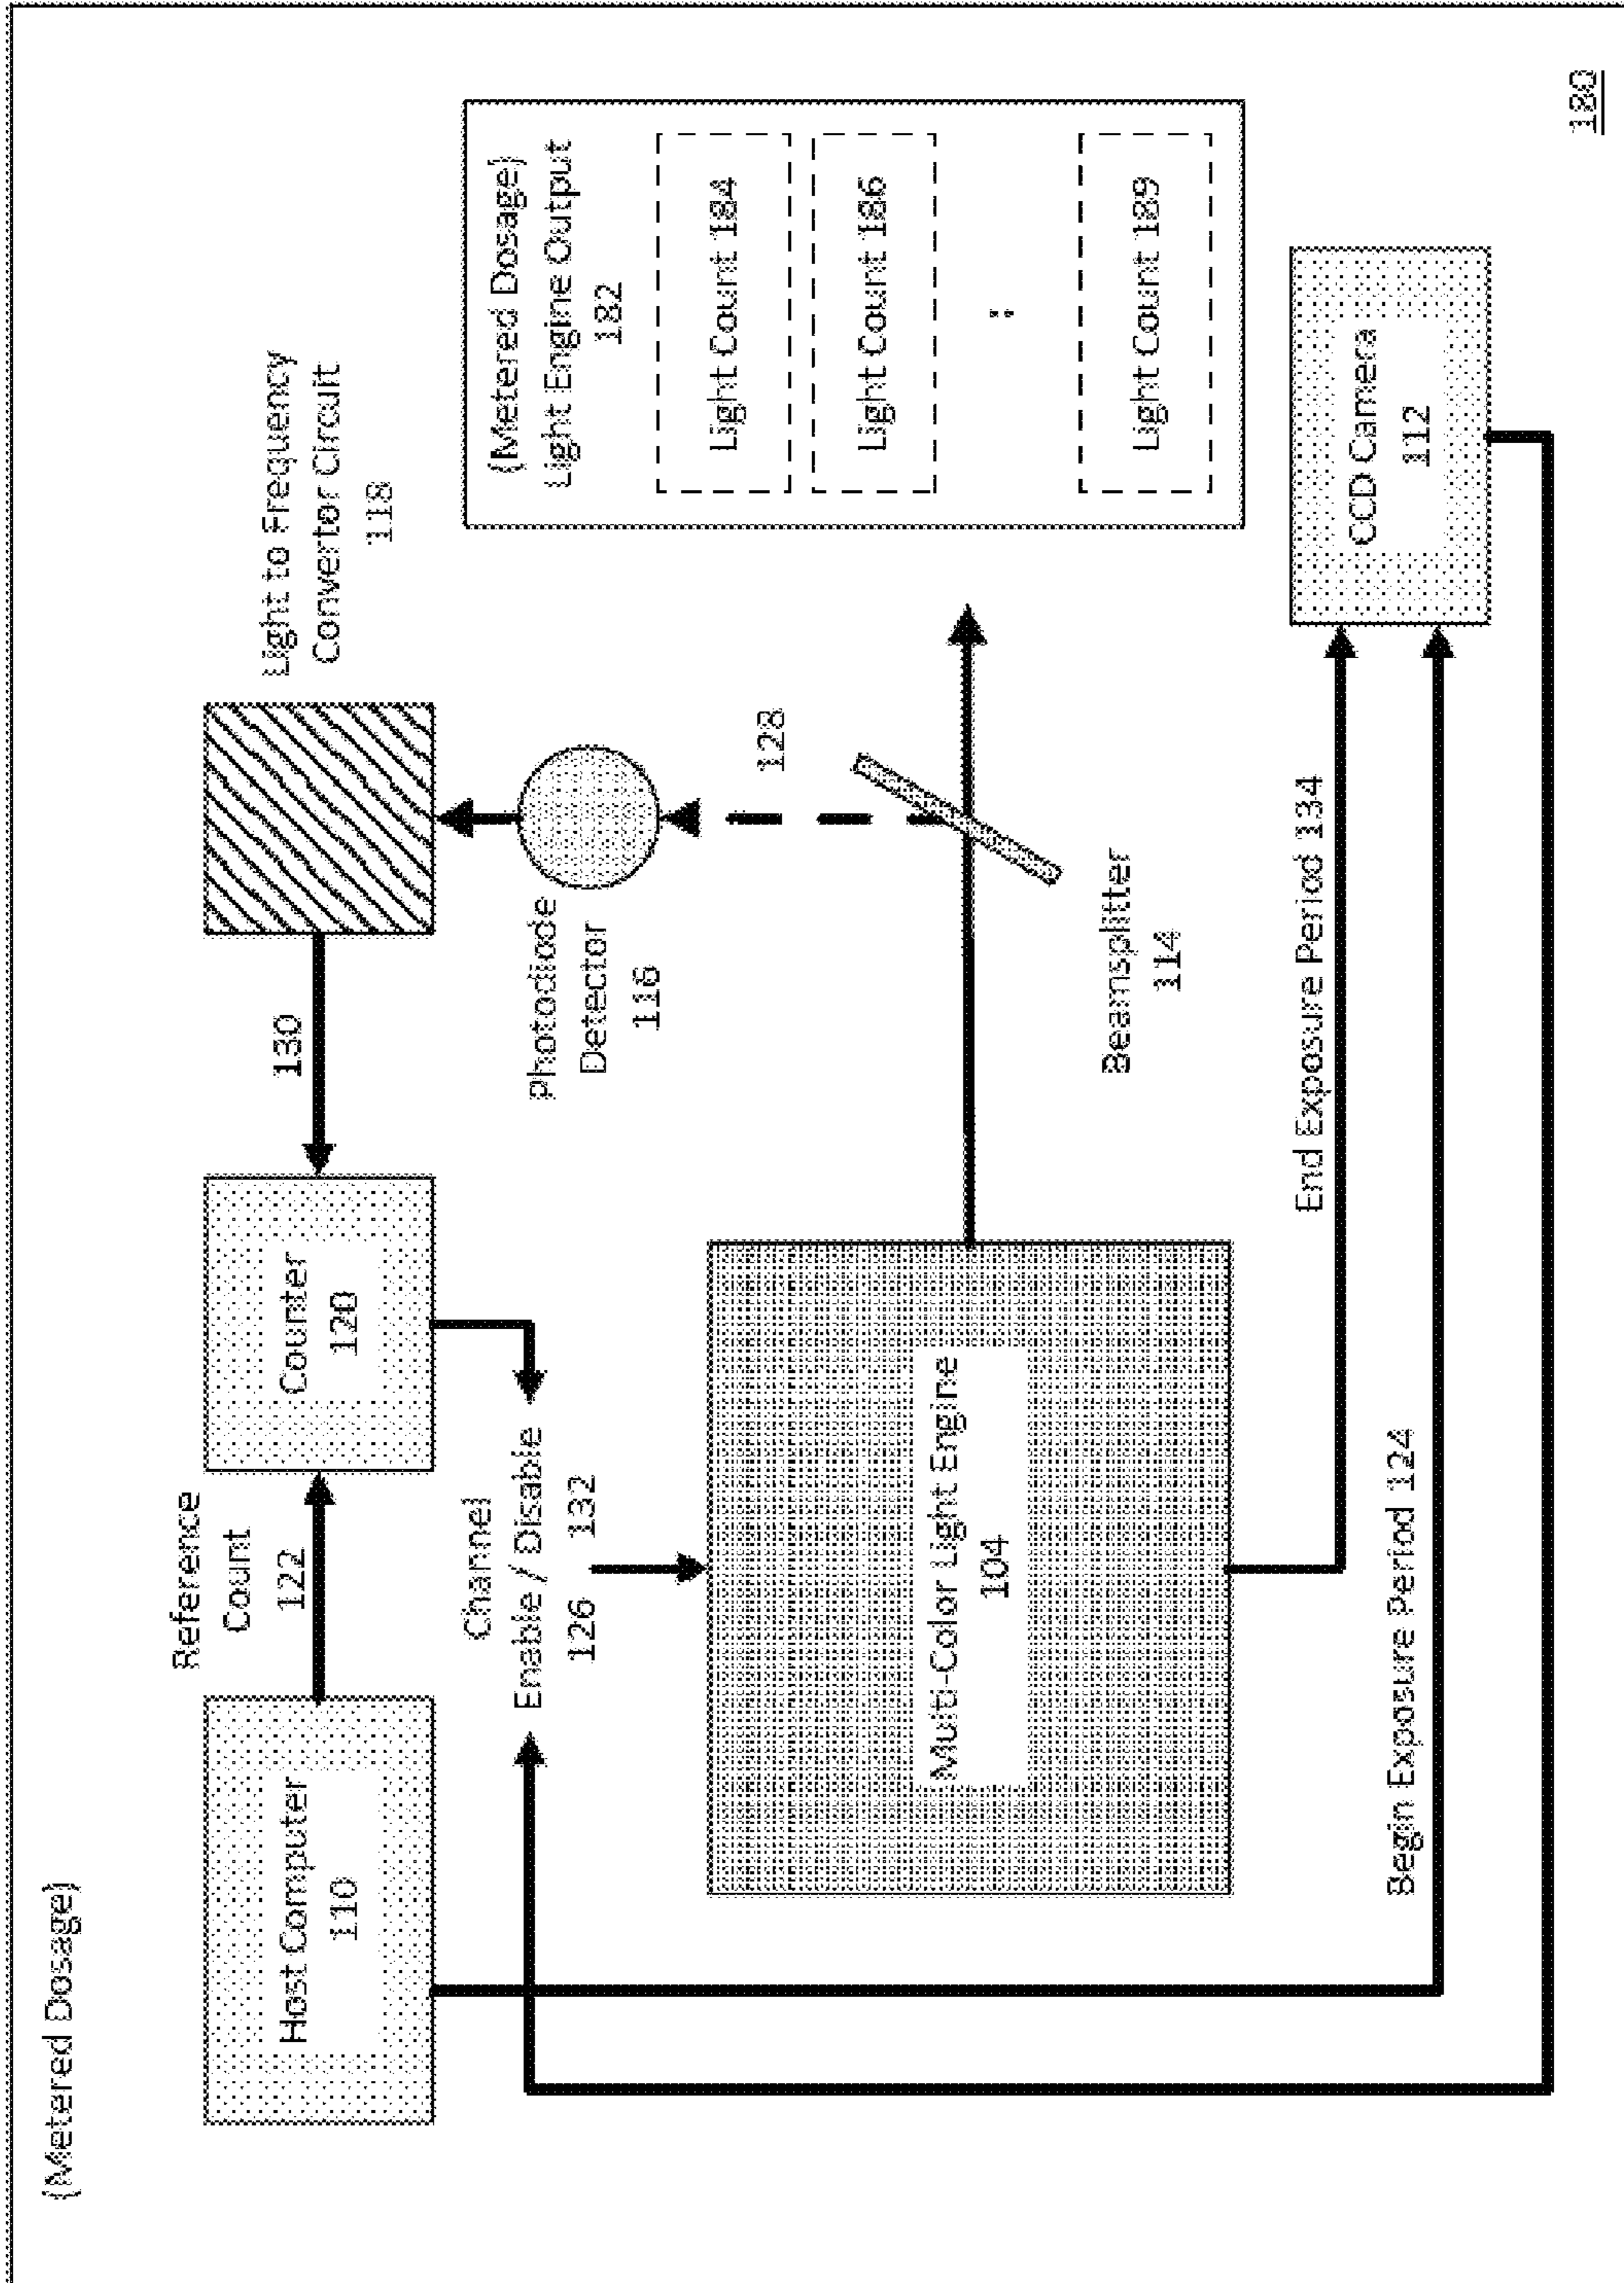 (Metered Dosage)
Host Computer
110
Reference
Count
122
Counter
120
130
Light to Frequency
Convertor Circuit
118
Channel
Enable / Disable
126 132
Photodiode
Detector
116
128
Multi-Color Light Engine
104
Beamsplitter
114
(Metered Dosage)
Light Engine Output
182
Light Count 184
Light Count 186
:
Light Count 189
End Exposure Period 134
Begin Exposure Period 124
CCD Camera
112
180